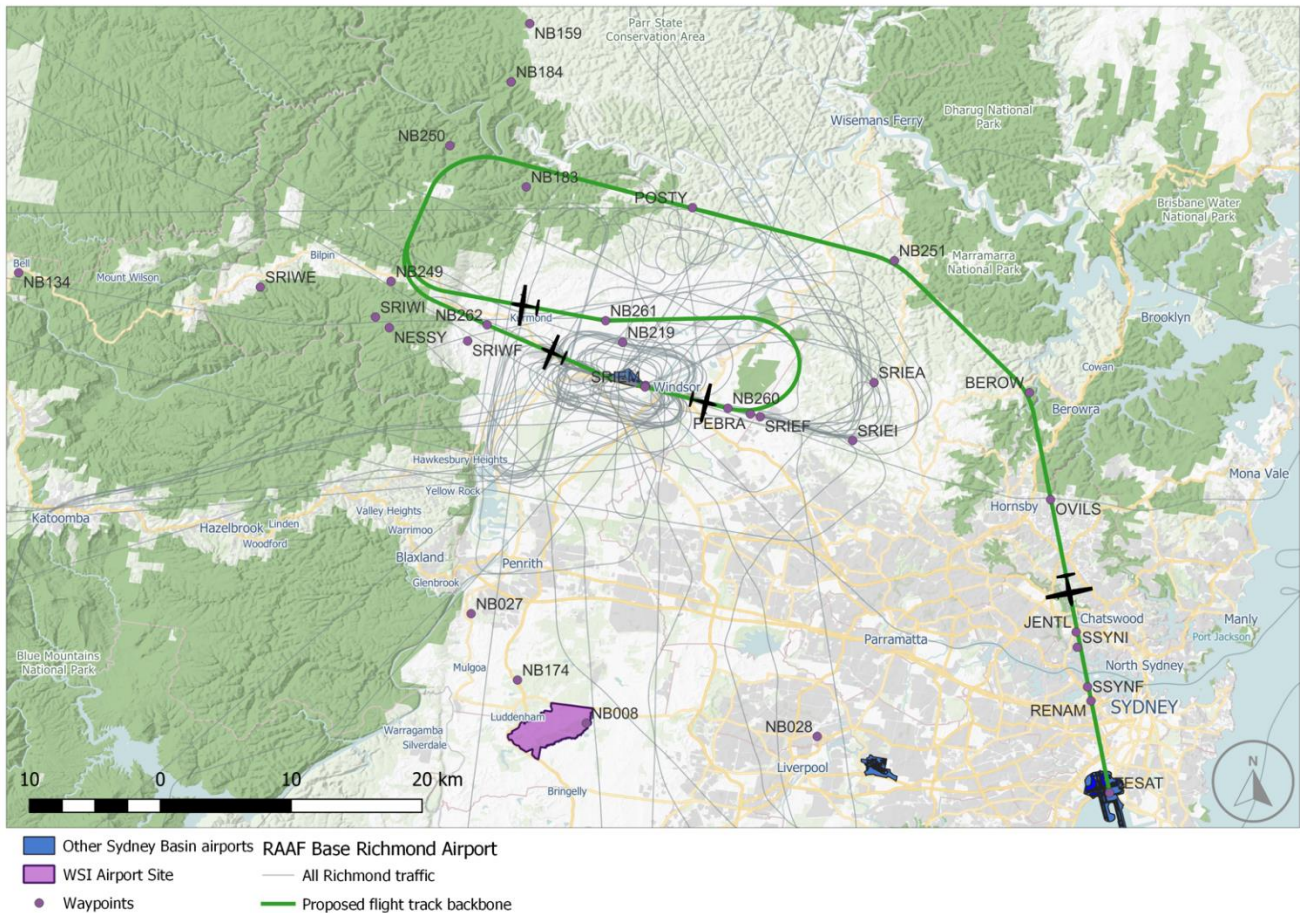 NB159
Parr State
Conservation Area
NB184
Dharug National
Park
Wisemans Ferry
NB250
NB183
POSTY
Brisbane Water
National Park
NB251
Marramarra
National Park
Bilpin
Bell
NB134
Mount Wilson
SRIWE
NB249
SRIWI
NESSY
NB262
SRIWF
Kurmond
NB261
NB219
Brooklyn
Cowan
SRIEM
Windsor
SRIEA
BEROW
Berowra
NB260
PEBRA
SRIEF
SRIEI
Hawkesbury Heights
Yellow Rock
Mona Vale
Katoomba
Hazelbrook
Linden
Woodford
Valley Heights
Warrimoo
Hornsby
OVILS
Blaxland
Glenbrook
Penrith
NB027
JENTL
Chatswood
SSYNI
Manly
Port Jackson
Parramatta
Blue Mountains
National Park
Mulgoa
NB174
North Sydney
SSYNF
RENAM
SYDNEY
Luddenham
NB008
Warragamba
Silverdale
NB028
Liverpool
TESAT
Bringelly
N
10 0 10 20 km
Other Sydney Basin airports
WSI Airport Site
Waypoints
RAAF Base Richmond Airport
All Richmond traffic
Proposed flight track backbone